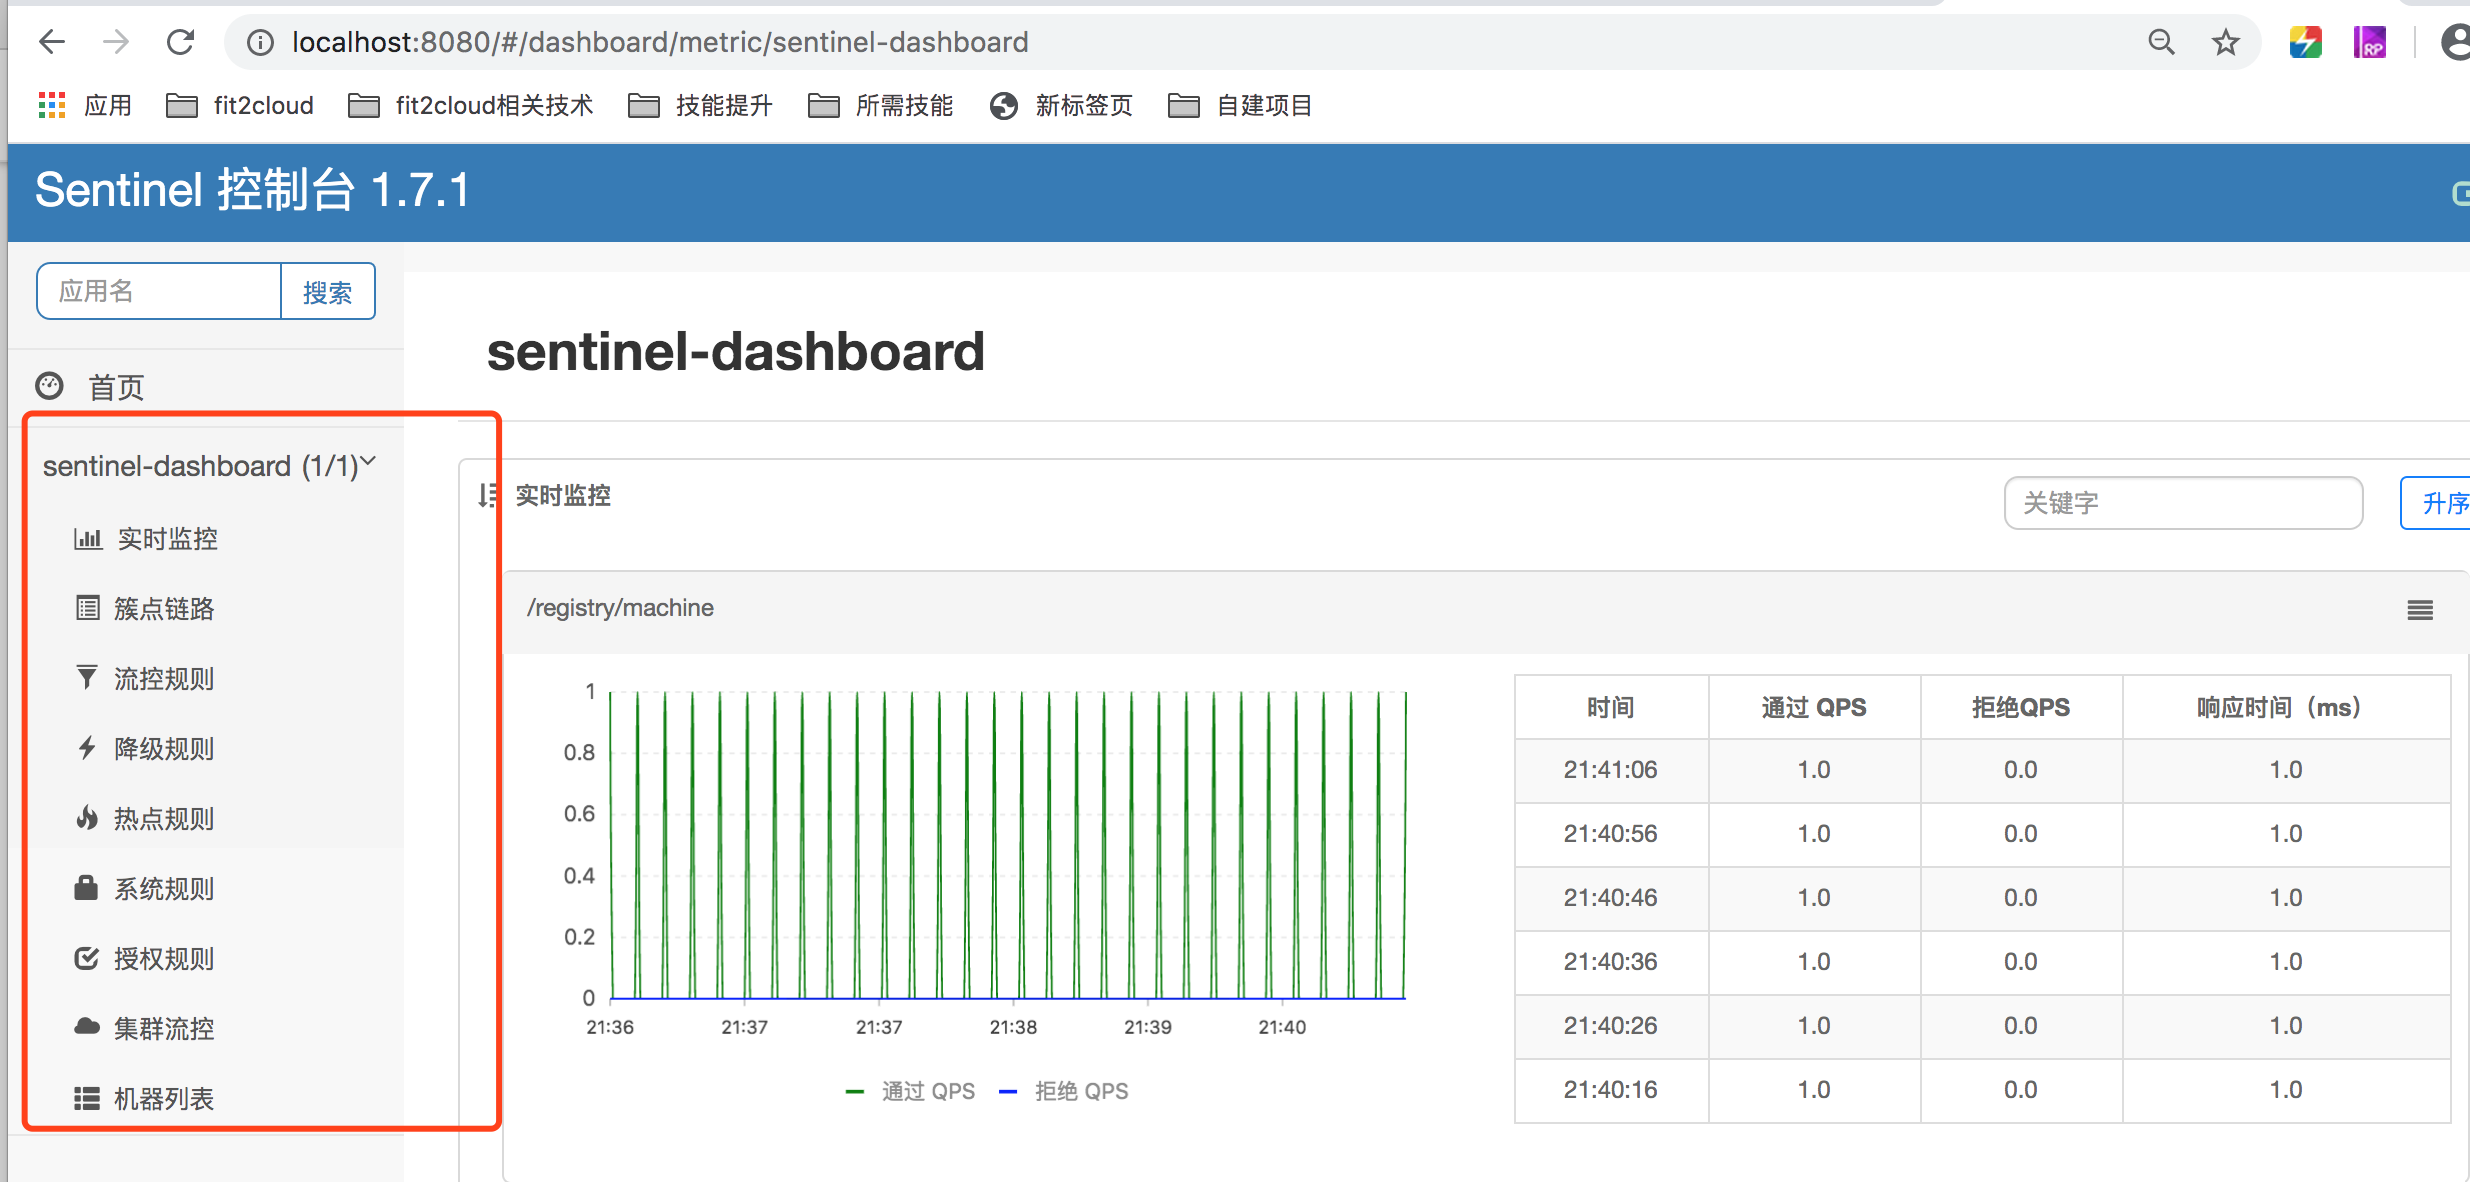 localhost:8080/#/dashboard/metric/sentinel-dashboard
应用 fit2cloud fit2cloud相关技术 技能提升 所需技能 新标签页 自建项目
Sentinel 控制台 1.7.1
应用名 搜索
首页
sentinel-dashboard (1/1)
实时监控
簇点链路
流控规则
降级规则
热点规则
系统规则
授权规则
集群流控
机器列表
sentinel-dashboard
实时监控 关键字 升序
/registry/machine
1
0.8
0.6
0.4
0.2
0
21:36 21:37 21:37 21:38 21:39 21:40
通过 QPS 拒绝 QPS
时间 通过 QPS 拒绝QPS 响应时间（ms）
21:41:06 1.0 0.0 1.0
21:40:56 1.0 0.0 1.0
21:40:46 1.0 0.0 1.0
21:40:36 1.0 0.0 1.0
21:40:26 1.0 0.0 1.0
21:40:16 1.0 0.0 1.0
RP